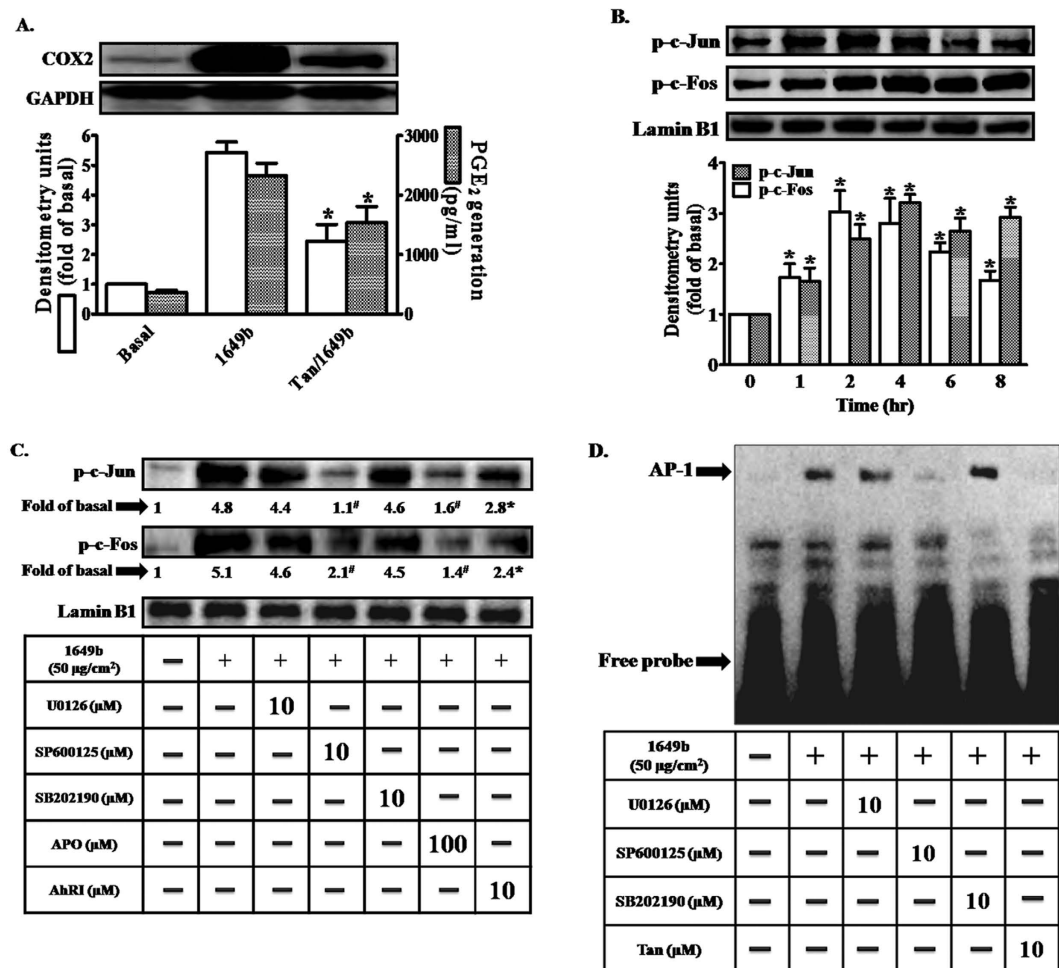 A.
COX2
GAPDH
Densitometry units
(fold of basal)
6
5
4
3
2
1
0
3000
2000
1000
0
PGE2 generation
(pg/ml)
*
*
Basal
1649b
Tan/1649b
B.
p-c-Jun
p-c-Fos
Lamin B1
Densitometry units
(fold of basal)
4
3
2
1
0
p-c-Jun
p-c-Fos
* * * * * * * * * *
0 1 2 4 6 8
Time (hr)
C.
p-c-Jun
Fold of basal 1 4.8 4.4 1.1# 4.6 1.6# 2.8*
p-c-Fos
Fold of basal 1 5.1 4.6 2.1# 4.5 1.4# 2.4*
Lamin B1
1649b
(50 µg/cm²) – + + + + + +
U0126 (µM) – – 10 – – – –
SP600125 (µM) – – – 10 – – –
SB202190 (µM) – – – – 10 – –
APO (µM) – – – – – 100 –
AhRI (µM) – – – – – – 10
D.
AP-1
Free probe
1649b
(50 µg/cm²) – + + + + +
U0126 (µM) – – 10 – – –
SP600125 (µM) – – – 10 – –
SB202190 (µM) – – – – 10 –
Tan (µM) – – – – – 10